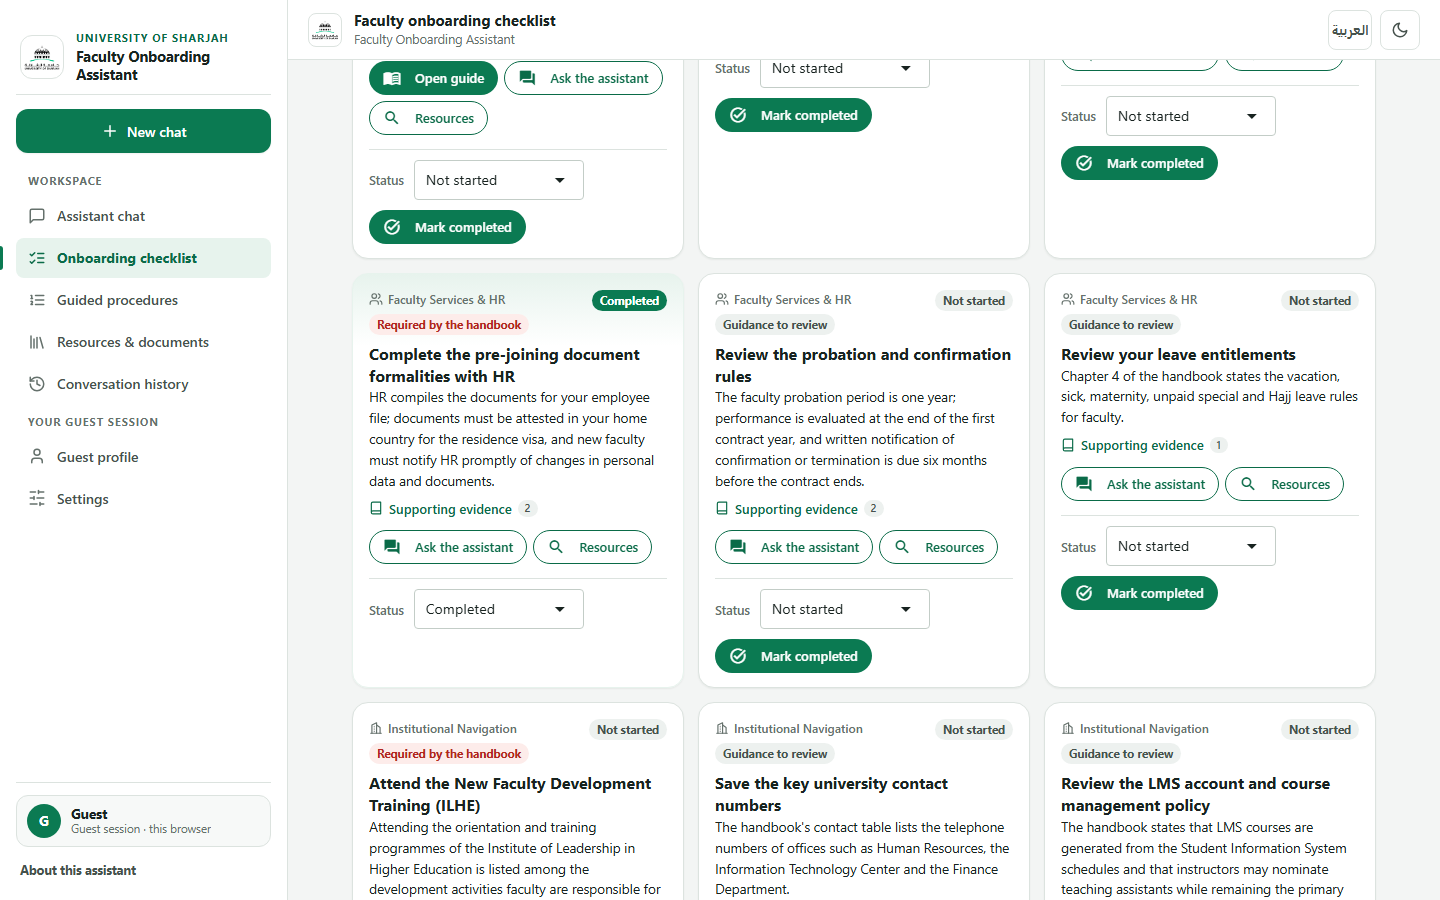 UNIVERSITY OF SHARJAH
Faculty Onboarding
Assistant
New chat
WORKSPACE
Assistant chat
Onboarding checklist
Guided procedures
Resources & documents
Conversation history
YOUR GUEST SESSION
Guest profile
Settings
G
Guest
Guest session · this browser
About this assistant
Faculty onboarding checklist
Faculty Onboarding Assistant
العربية
Open guide
Ask the assistant
Resources
Status
Not started
Mark completed
Status
Not started
Mark completed
Status
Not started
Mark completed
Faculty Services & HR
Completed
Required by the handbook
Complete the pre-joining document
formalities with HR
HR compiles the documents for your employee
file; documents must be attested in your home
country for the residence visa, and new faculty
must notify HR promptly of changes in personal
data and documents.
Supporting evidence 2
Ask the assistant
Resources
Status
Completed
Faculty Services & HR
Not started
Guidance to review
Review the probation and confirmation
rules
The faculty probation period is one year;
performance is evaluated at the end of the first
contract year, and written notification of
confirmation or termination is due six months
before the contract ends.
Supporting evidence 2
Ask the assistant
Resources
Status
Not started
Mark completed
Faculty Services & HR
Not started
Guidance to review
Review your leave entitlements
Chapter 4 of the handbook states the vacation,
sick, maternity, unpaid special and Hajj leave rules
for faculty.
Supporting evidence 1
Ask the assistant
Resources
Status
Not started
Mark completed
Institutional Navigation
Not started
Required by the handbook
Attend the New Faculty Development
Training (ILHE)
Attending the orientation and training
programmes of the Institute of Leadership in
Higher Education is listed among the
development activities faculty are responsible for
Institutional Navigation
Not started
Guidance to review
Save the key university contact
numbers
The handbook's contact table lists the telephone
numbers of offices such as Human Resources, the
Information Technology Center and the Finance
Department.
Institutional Navigation
Not started
Guidance to review
Review the LMS account and course
management policy
The handbook states that LMS courses are
generated from the Student Information System
schedules and that instructors may nominate
teaching assistants while remaining the primary